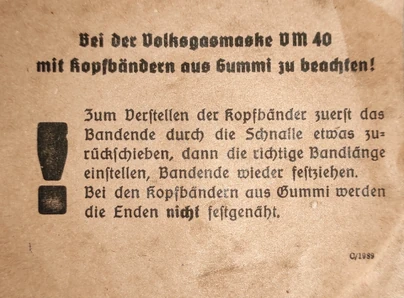 Bei der Volksgasmaske VM 40
mit Kopfbändern aus Gummi zu beachten!
Zum Verstellen der Kopfbänder zuerst das
Bandende durch die Schnalle etwas zu=
rückschieben, dann die richtige Bandlänge
einstellen, Bandende wieder festziehen.
Bei den Kopfbändern aus Gummi werden
die Enden nicht festgenäht.
!